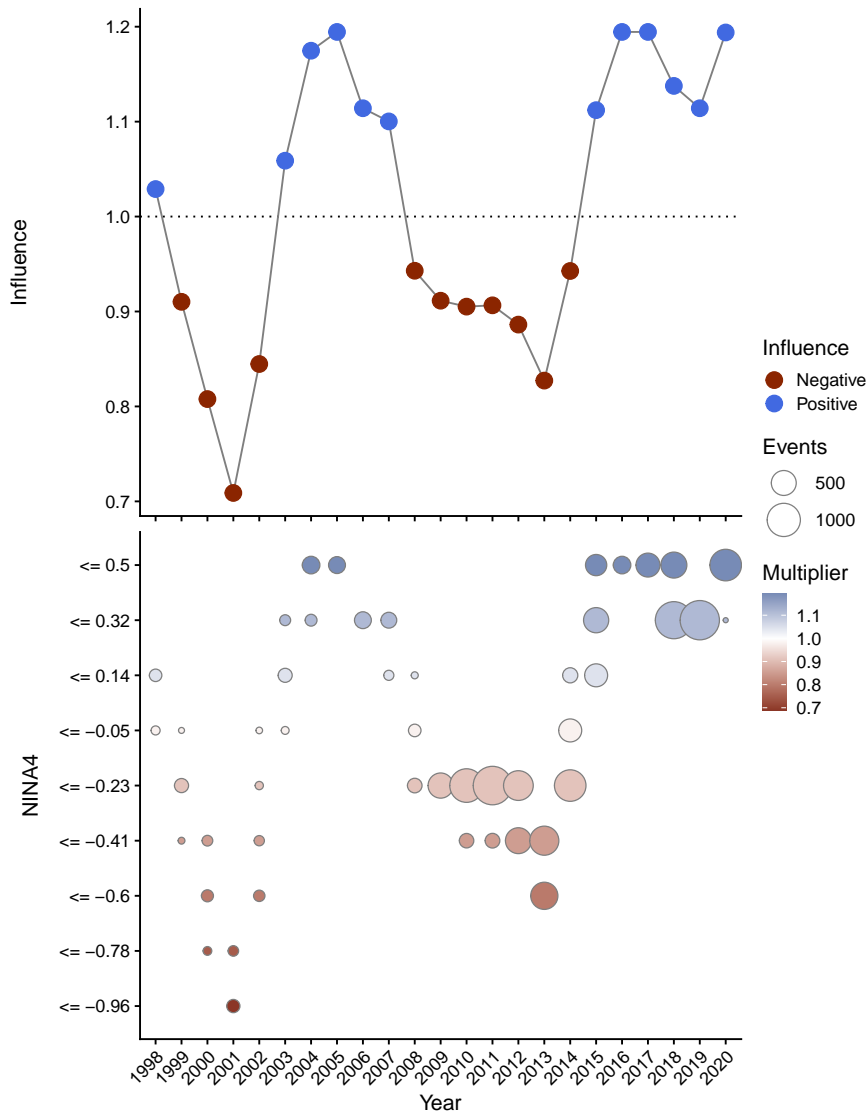 1.2
1.1
1.0
0.9
0.8
0.7
Influence
<= 0.5
<= 0.32
<= 0.14
<= −0.05
<= −0.23
<= −0.41
<= −0.6
<= −0.78
<= −0.96
NINA4
1998 1999 2000 2001 2002 2003 2004 2005 2006 2007 2008 2009 2010 2011 2012 2013 2014 2015 2016 2017 2018 2019 2020
Year
Influence
Negative
Positive
Events
500
1000
Multiplier
1.1
1.0
0.9
0.8
0.7